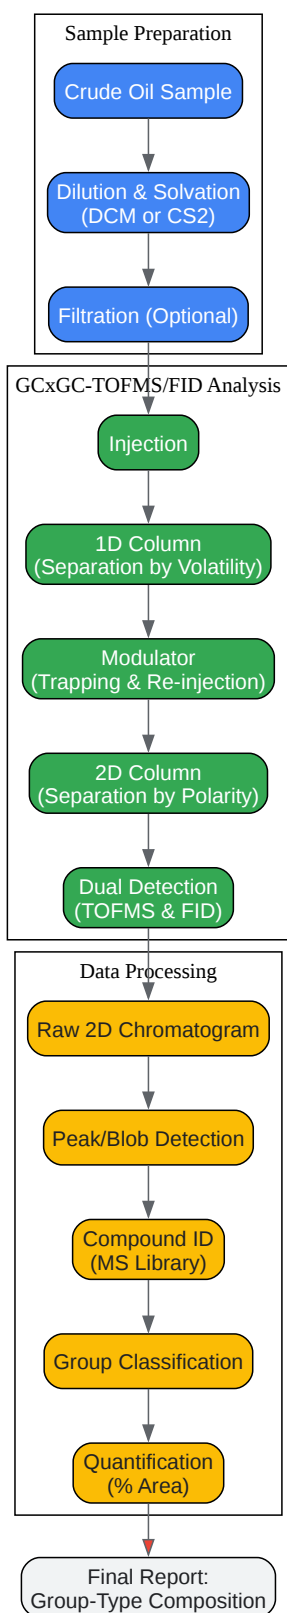 Sample Preparation
Crude Oil Sample
Dilution & Solvation
(DCM or CS2)
Filtration (Optional)
GCxGC-TOFMS/FID Analysis
Injection
1D Column
(Separation by Volatility)
Modulator
(Trapping & Re-injection)
2D Column
(Separation by Polarity)
Dual Detection
(TOFMS & FID)
Data Processing
Raw 2D Chromatogram
Peak/Blob Detection
Compound ID
(MS Library)
Group Classification
Quantification
(% Area)
Final Report:
Group-Type Composition